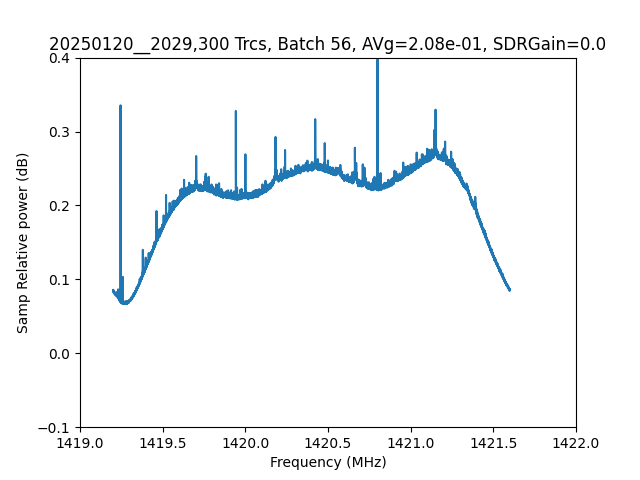 20250120__2029,300 Trcs, Batch 56, AVg=2.08e-01, SDRGain=0.0
0.4
0.3
0.2
0.1
0.0
−0.1
Samp Relative power (dB)
1419.0 1419.5 1420.0 1420.5 1421.0 1421.5 1422.0
Frequency (MHz)